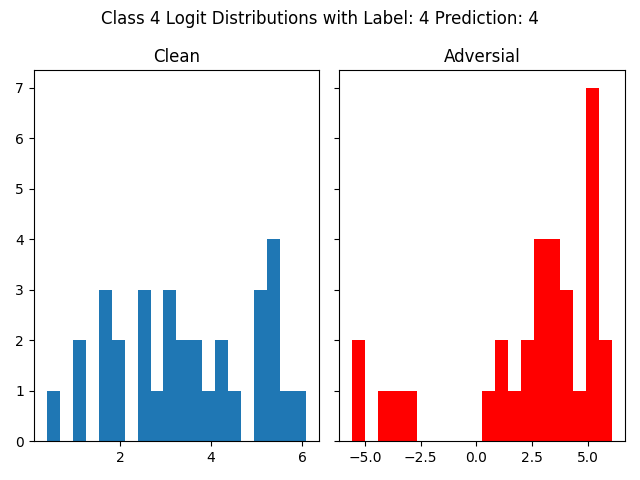 Class 4 Logit Distributions with Label: 4 Prediction: 4
Clean
Adversial
7
6
5
4
3
2
1
0
2 4 6
−5.0 −2.5 0.0 2.5 5.0